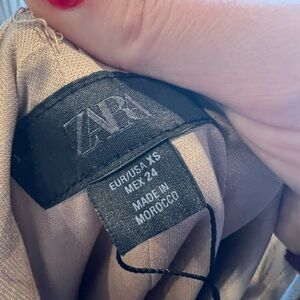 ZARA
EUR/USA XS
MEX 24
MADE IN
MOROCCO